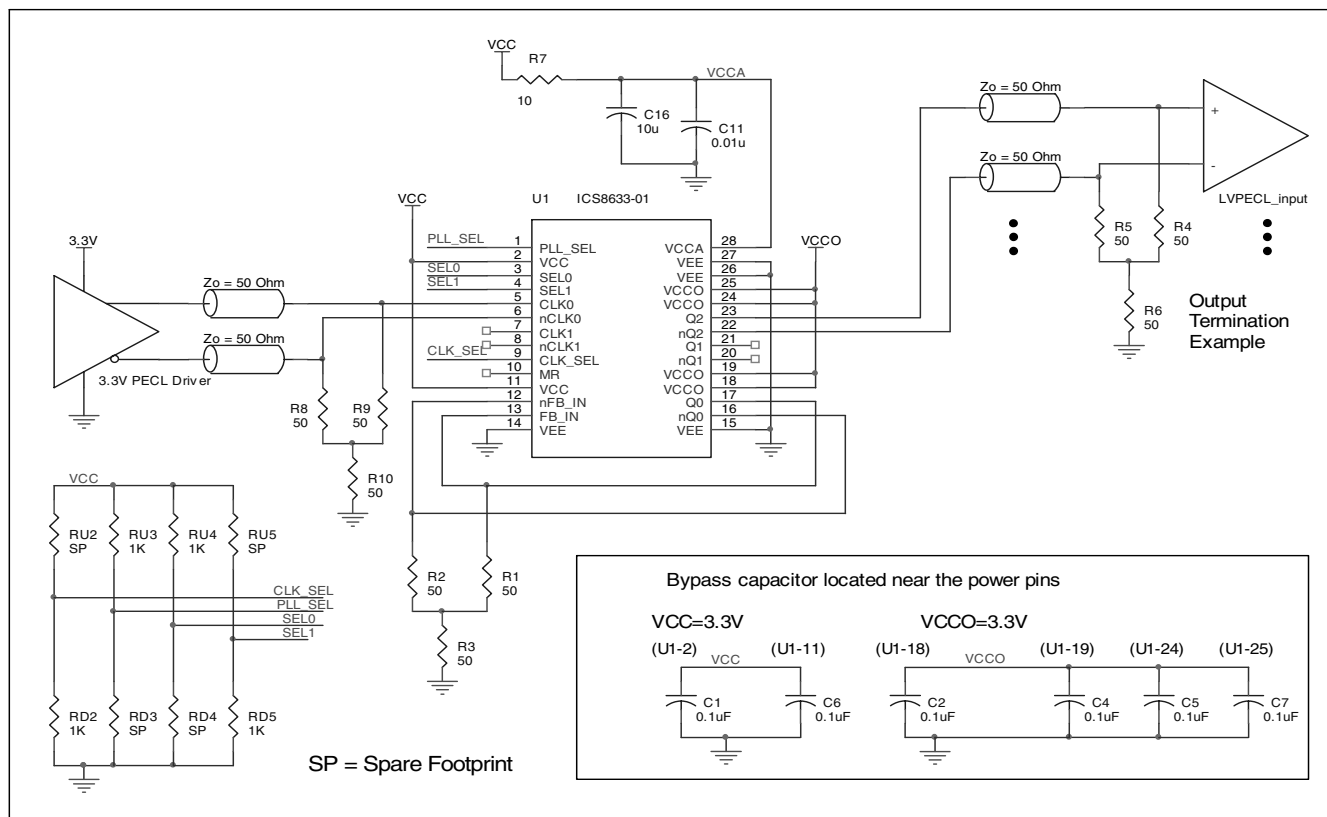 VCC
R7
10
VCCA
C16
10u
C11
0.01u
Zo = 50 Ohm
Zo = 50 Ohm
+
-
LVPECL_input
R5
50
R4
50
R6
50
Output
Termination
Example
VCC
U1
ICS8633-01
VCCO
3.3V
Zo = 50 Ohm
Zo = 50 Ohm
3.3V PECL Driver
R8
50
R9
50
R10
50
PLL_SEL
SEL0
SEL1
CLK_SEL
1 PLL_SEL
2 VCC
3 SEL0
4 SEL1
5 CLK0
6 nCLK0
7 CLK1
8 nCLK1
9 CLK_SEL
10 MR
11 VCC
12 nFB_IN
13 FB_IN
14 VEE
VCCA 28
VEE 27
VEE 26
VCCO 25
VCCO 24
Q2 23
nQ2 22
Q1 21
nQ1 20
VCCO 19
VCCO 18
Q0 17
nQ0 16
VEE 15
R2
50
R1
50
R3
50
VCC
RU2
SP
RU3
1K
RU4
1K
RU5
SP
CLK_SEL
PLL_SEL
SEL0
SEL1
RD2
1K
RD3
SP
RD4
SP
RD5
1K
SP = Spare Footprint
Bypass capacitor located near the power pins
VCC=3.3V
VCCO=3.3V
(U1-2)
VCC
(U1-11)
(U1-18)
VCCO
(U1-19)
(U1-24)
(U1-25)
C1
0.1uF
C6
0.1uF
C2
0.1uF
C4
0.1uF
C5
0.1uF
C7
0.1uF